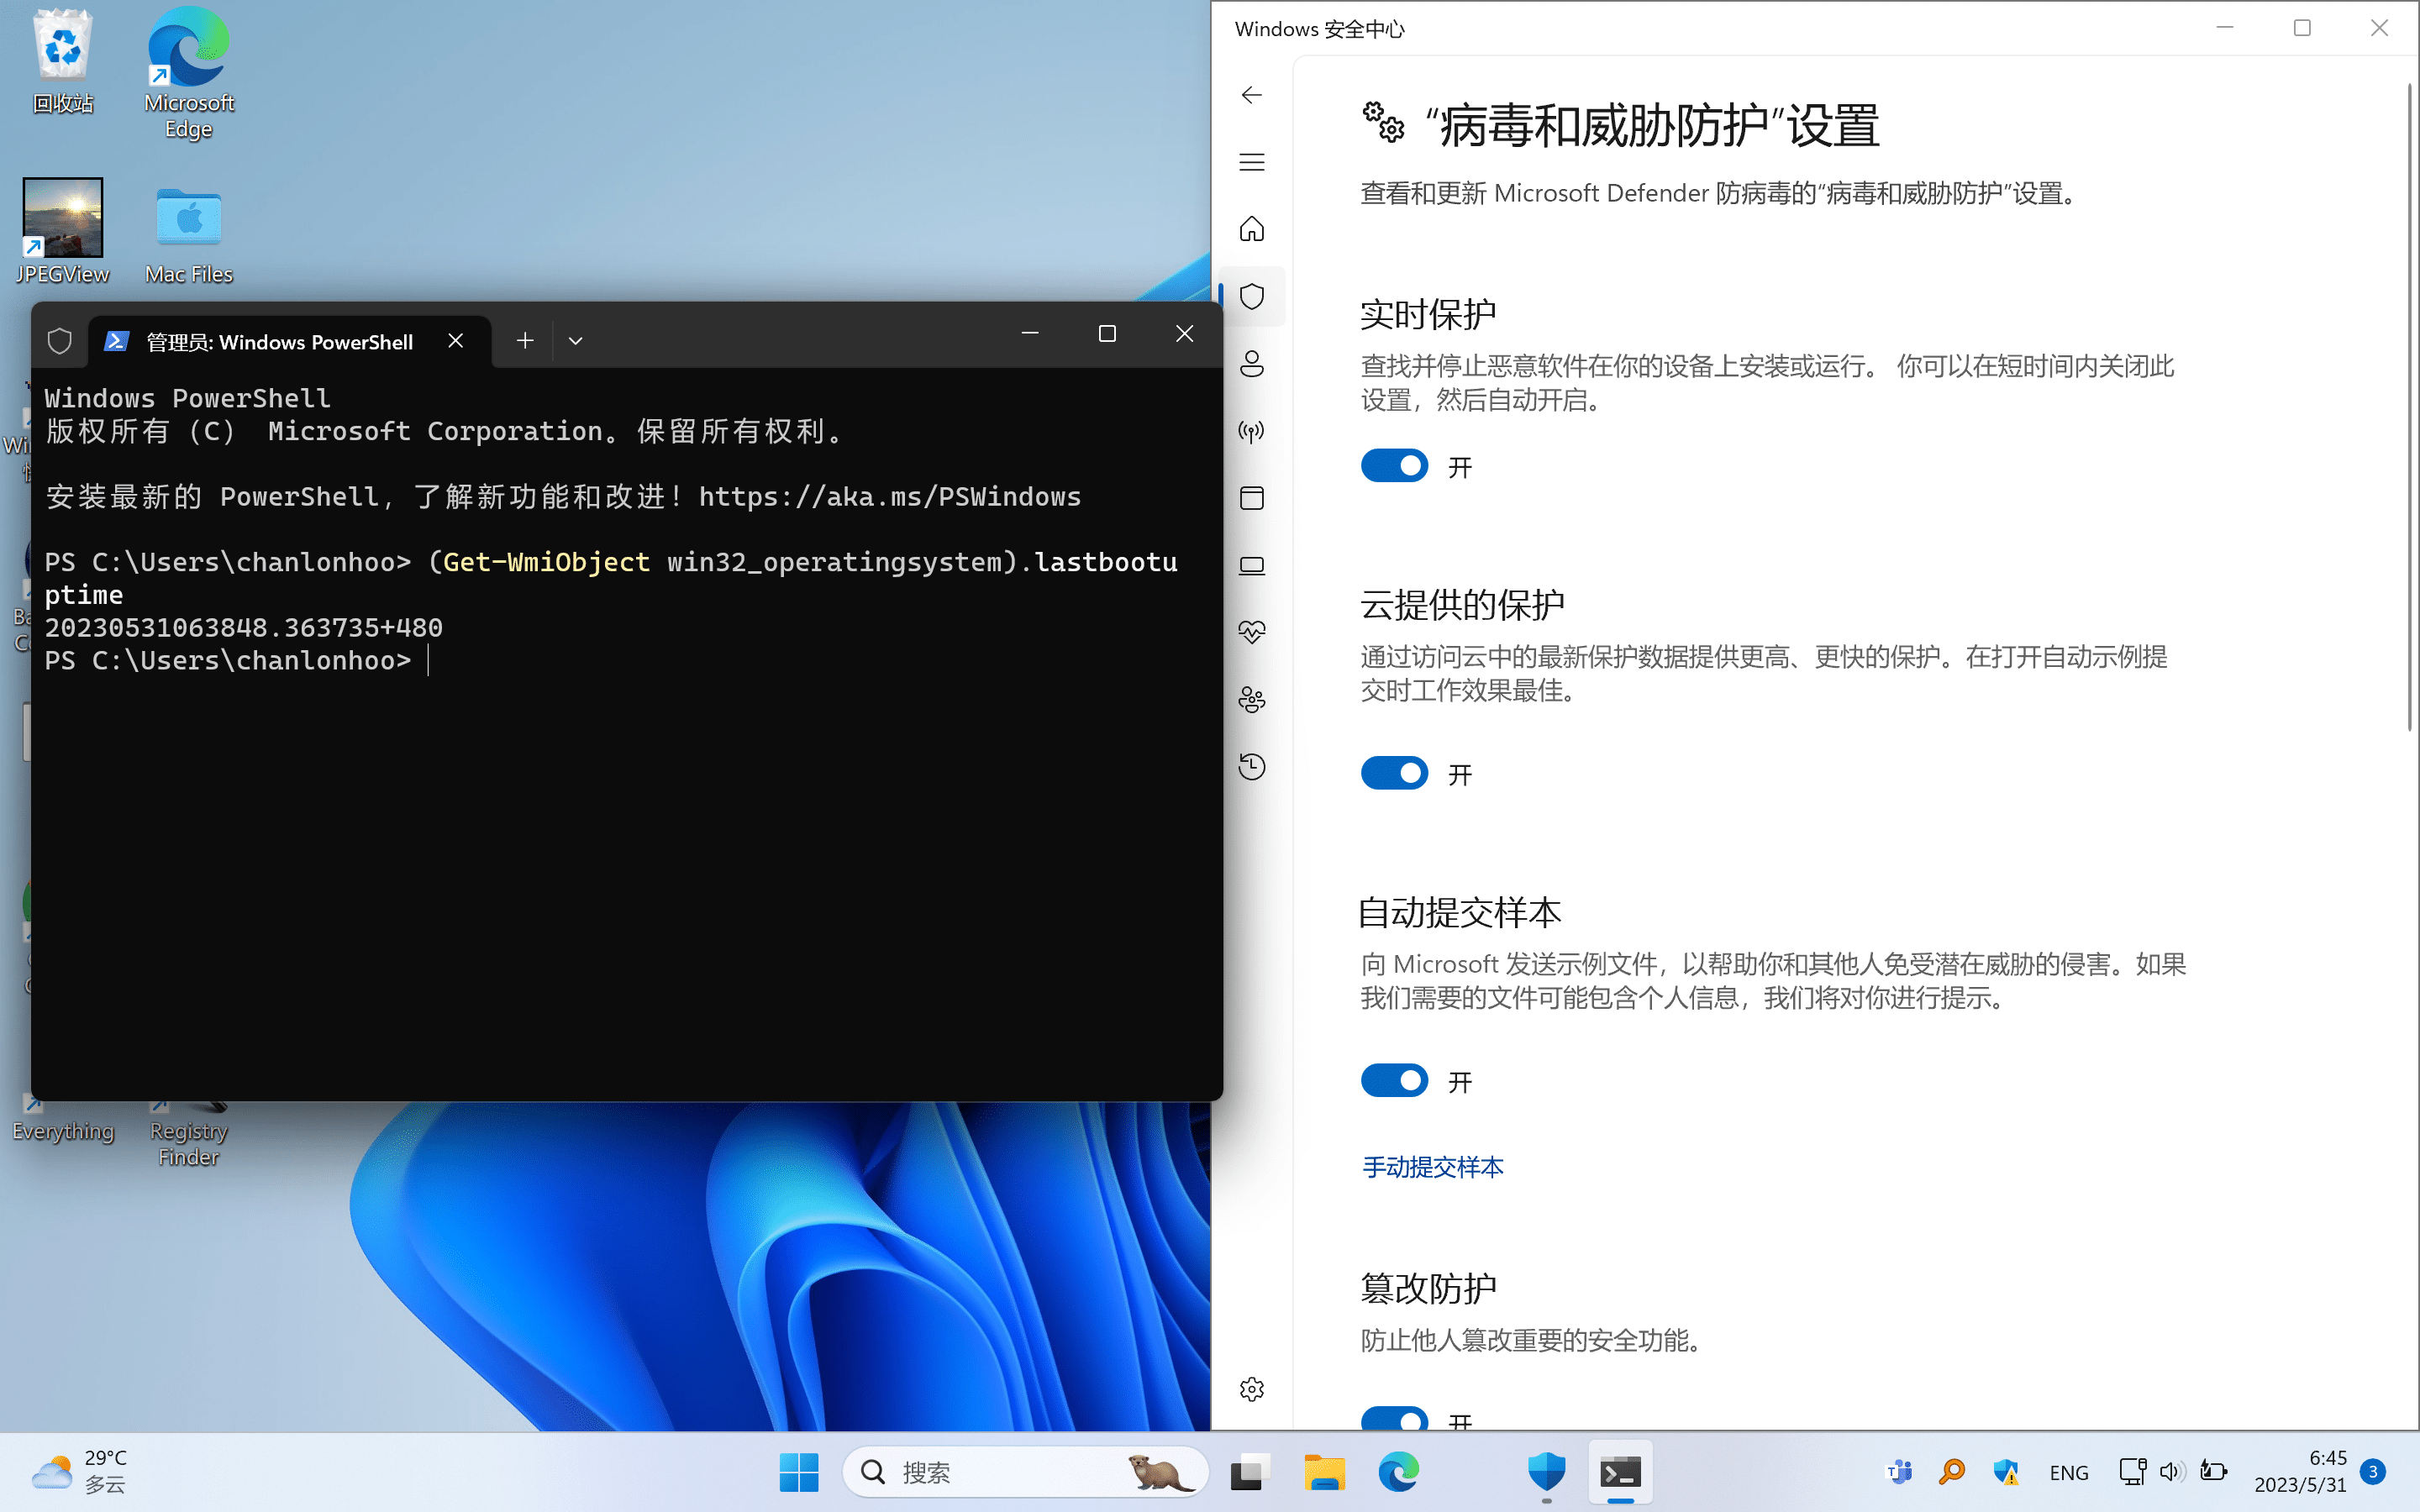 回收站
Microsoft
Edge
JPEGView
Mac Files
Everything
Registry
Finder
管理员: Windows PowerShell
Windows PowerShell
版权所有 (C)  Microsoft Corporation。保留所有权利。
安装最新的 PowerShell，了解新功能和改进！https://aka.ms/PSWindows
PS C:\Users\chanlonhoo> (Get-WmiObject win32_operatingsystem).lastbootu
ptime
20230531063848.363735+480
PS C:\Users\chanlonhoo>
Windows 安全中心
“病毒和威胁防护”设置
查看和更新 Microsoft Defender 防病毒的“病毒和威胁防护”设置。
实时保护
查找并停止恶意软件在你的设备上安装或运行。 你可以在短时间内关闭此
设置，然后自动开启。
开
云提供的保护
通过访问云中的最新保护数据提供更高、更快的保护。在打开自动示例提
交时工作效果最佳。
开
自动提交样本
向 Microsoft 发送示例文件，以帮助你和其他人免受潜在威胁的侵害。如果
我们需要的文件可能包含个人信息，我们将对你进行提示。
开
手动提交样本
篡改防护
防止他人篡改重要的安全功能。
开
29°C
多云
搜索
ENG
6:45
2023/5/31
3